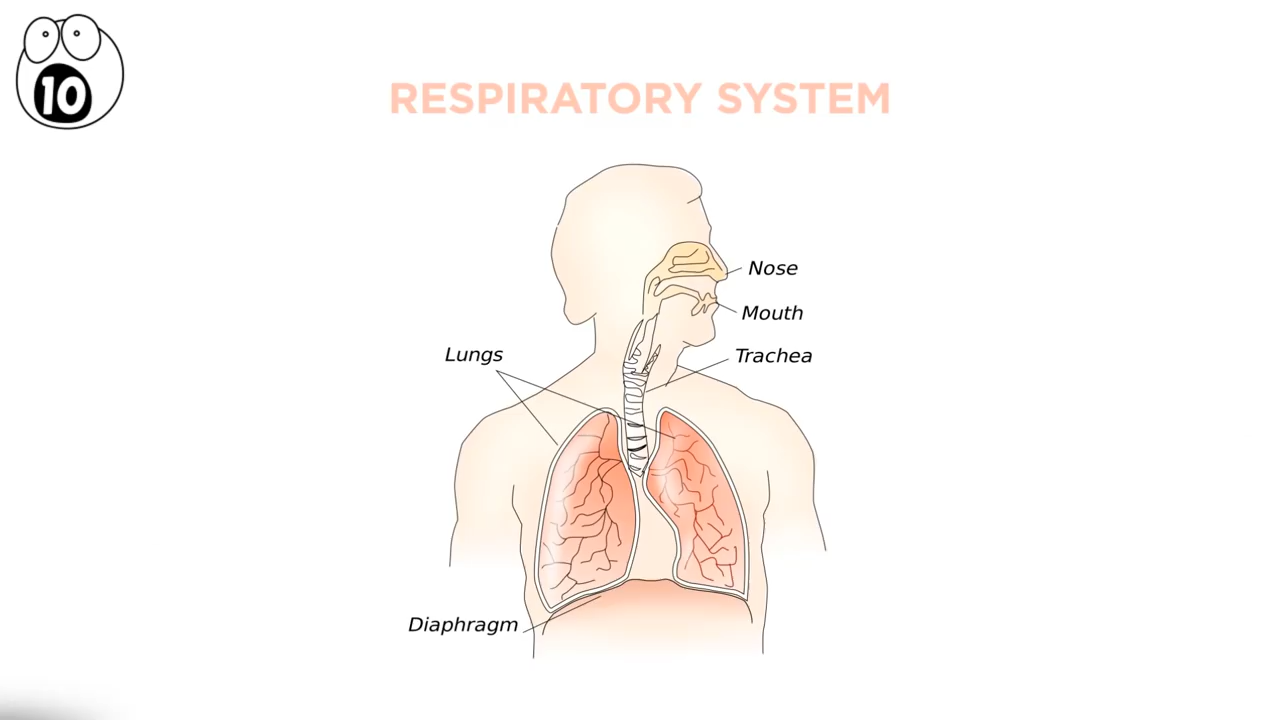 10
RESPIRATORY SYSTEM
Nose
Mouth
Lungs
Trachea
Diaphragm